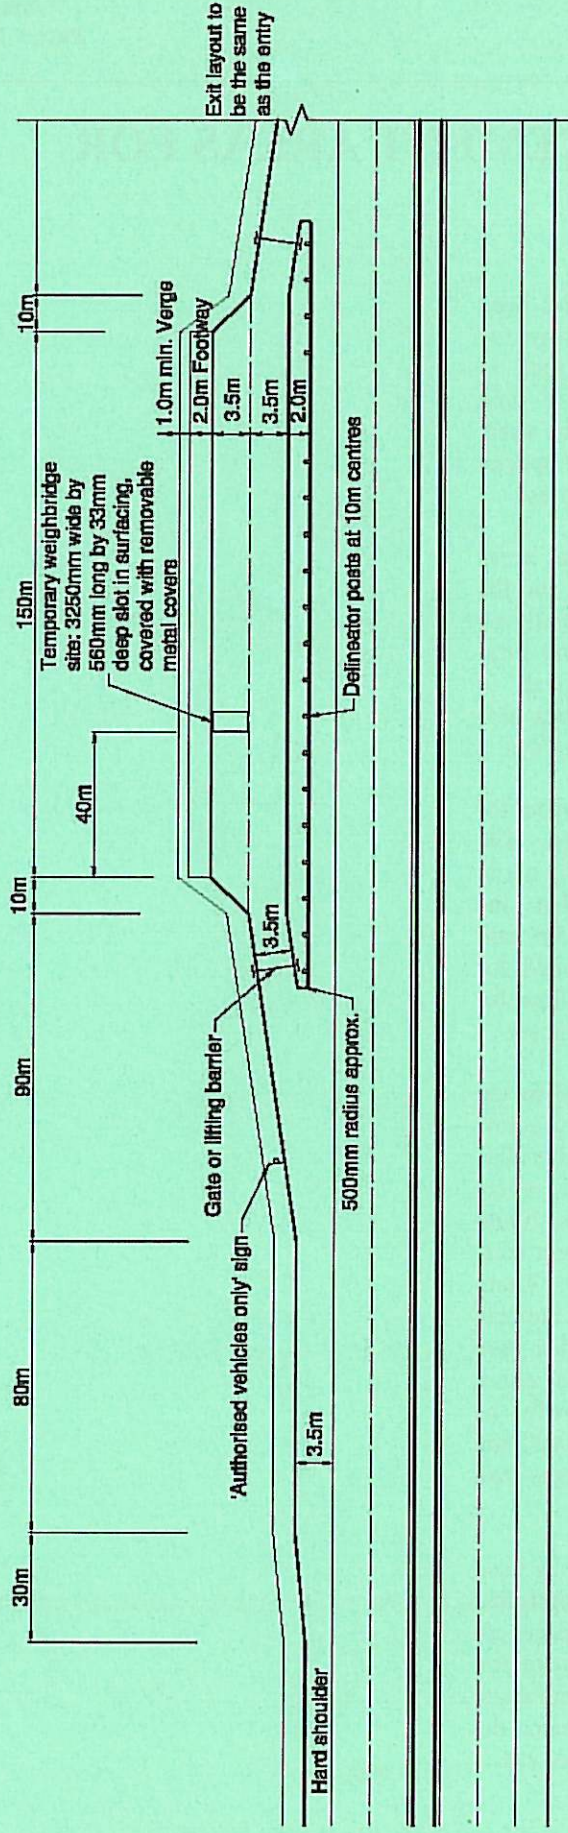 30m
80m
90m
10m
150m
10m
40m
Hard shoulder
3.5m
'Authorised vehicles only' sign
Gate or lifting barrier
3.5m
500mm radius approx.
Temporary weighbridge
site: 3250mm wide by
560mm long by 33mm
deep slot in surfacing,
covered with removable
metal covers
Delineator posts at 10m centres
1.0m min. Verge
2.0m Footway
3.5m
3.5m
2.0m
Exit layout to
be the same
as the entry